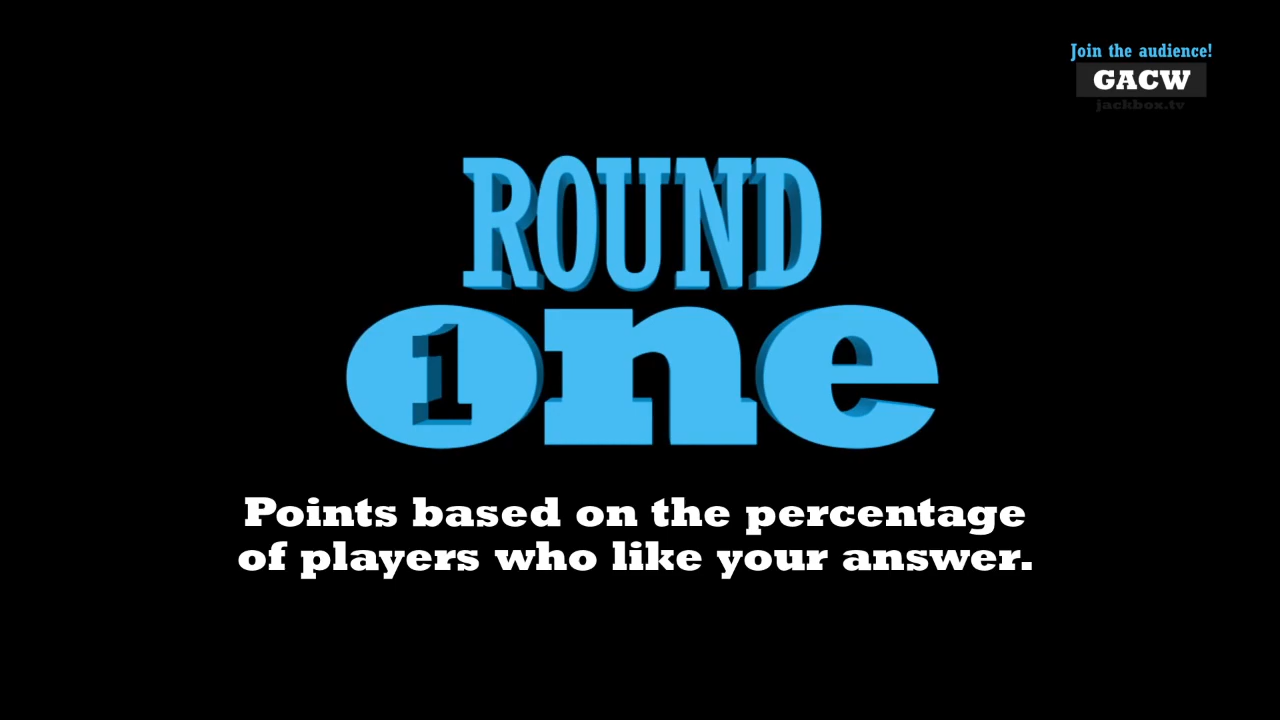 Join the audience!
GACW
jackbox.tv
ROUND
One
1
Points based on the percentage
of players who like your answer.